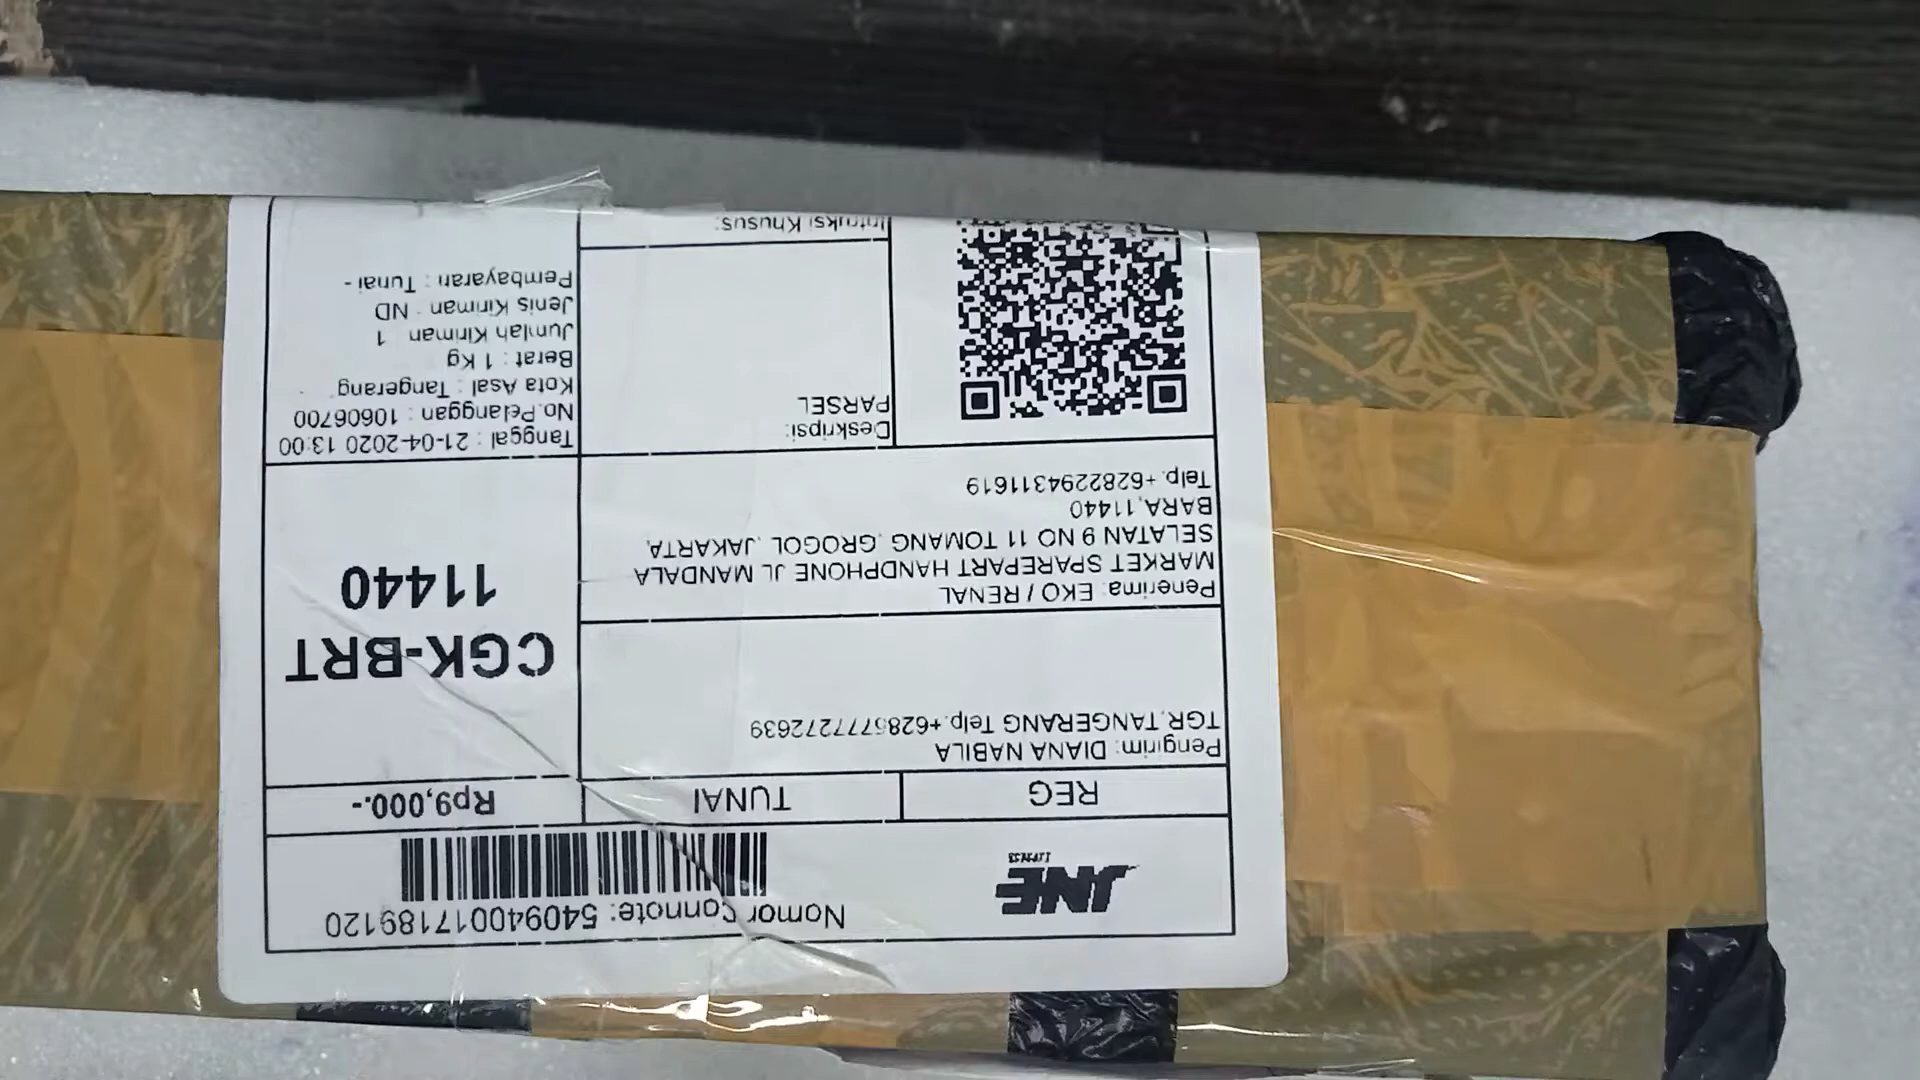 JNE
EXPRESS
Nomor Connote: 540940017189120
REG
TUNAI
Rp9,000.-
Pengirim: DIANA NABILA
TGR,TANGERANG Telp.+6285777272639
CGK-BRT
11440
Penerima: EKO / RENAL
MARKET SPAREPART HANDPHONE JL MANDALA
SELATAN 9 NO 11 TOMANG, GROGOL, JAKARTA,
BARA,11440
Telp.+6282294311619
Deskripsi:
PARSEL
Intruksi Khusus:
Tanggal : 21-04-2020 13:00
No.Pelanggan : 10606700
Kota Asal : Tangerang
Berat : 1 Kg
Jumlah Kiriman 1
Jenis Kiriman : ND
Pembayaran : Tunai -